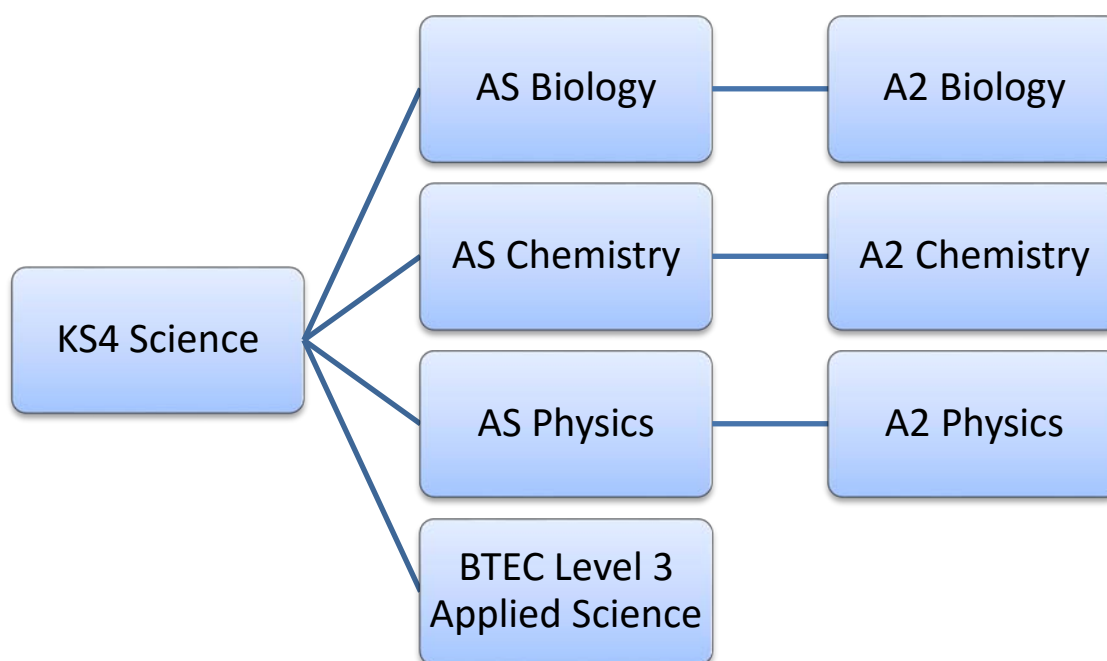 KS4 Science
AS Biology
A2 Biology
AS Chemistry
A2 Chemistry
AS Physics
A2 Physics
BTEC Level 3
Applied Science